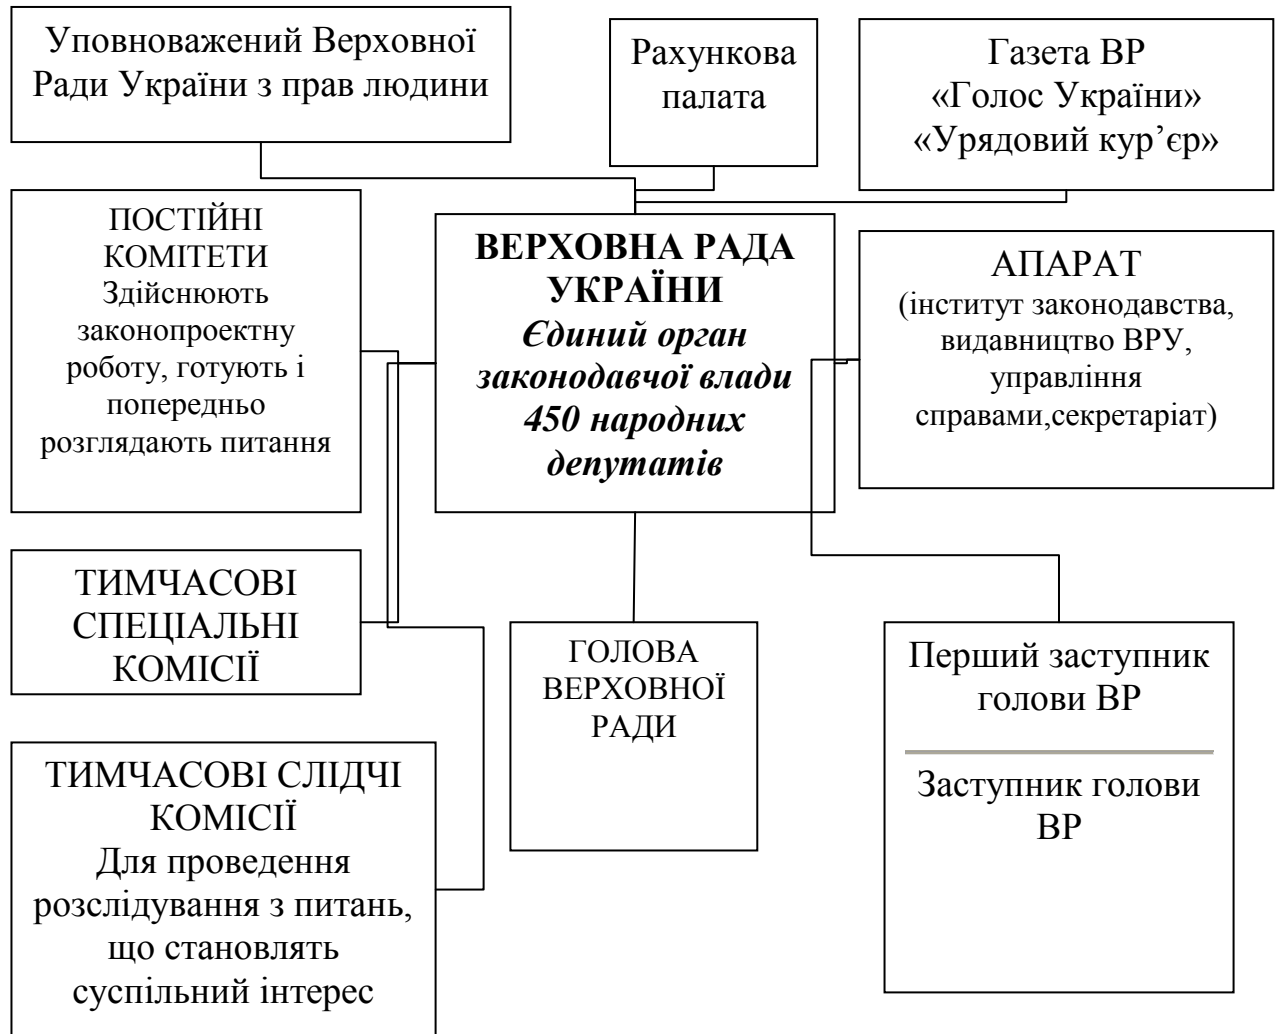 Уповноважений Верховної
Ради України з прав людини
Рахункова
палата
Газета ВР
«Голос України»
«Урядовий кур’єр»
ПОСТІЙНІ
КОМІТЕТИ
Здійснюють
законопроектну
роботу, готують і
попередньо
розглядають питання
ВЕРХОВНА РАДА
УКРАЇНИ
Єдиний орган
законодавчої влади
450 народних
депутатів
АПАРАТ
(інститут законодавства,
видавництво ВРУ,
управління
справами,секретаріат)
ТИМЧАСОВІ
СПЕЦІАЛЬНІ
КОМІСІЇ
ГОЛОВА
ВЕРХОВНОЇ
РАДИ
Перший заступник
голови ВР
Заступник голови
ВР
ТИМЧАСОВІ СЛІДЧІ
КОМІСІЇ
Для проведення
розслідування з питань,
що становлять
суспільний інтерес